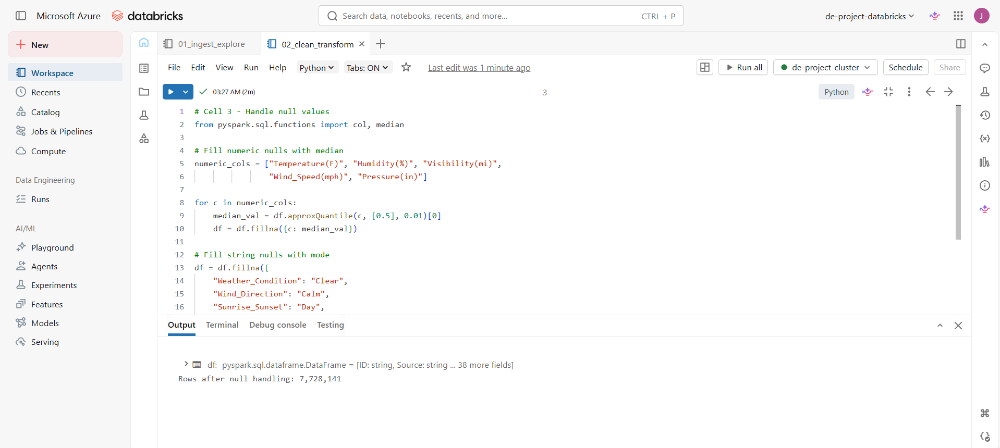 Microsoft Azure databricks
Search data, notebooks, recents, and more... CTRL + P
de-project-databricks
J
New
Workspace
Recents
Catalog
Jobs & Pipelines
Compute
Data Engineering
Runs
AI/ML
Playground
Agents
Experiments
Features
Models
Serving
01_ingest_explore
02_clean_transform
File Edit View Run Help Python Tabs: ON Last edit was 1 minute ago
Run all de-project-cluster Schedule Share
03:27 AM (2m)
3
Python
1 # Cell 3 - Handle null values
2 from pyspark.sql.functions import col, median
3
4 # Fill numeric nulls with median
5 numeric_cols = ["Temperature(F)", "Humidity(%)", "Visibility(mi)",
6 "Wind_Speed(mph)", "Pressure(in)"]
7
8 for c in numeric_cols:
9 median_val = df.approxQuantile(c, [0.5], 0.01)[0]
10 df = df.fillna({c: median_val})
11
12 # Fill string nulls with mode
13 df = df.fillna({
14 "Weather_Condition": "Clear",
15 "Wind_Direction": "Calm",
16 "Sunrise_Sunset": "Day",
Output Terminal Debug console Testing
df: pyspark.sql.dataframe.DataFrame = [ID: string, Source: string ... 38 more fields]
Rows after null handling: 7,728,141